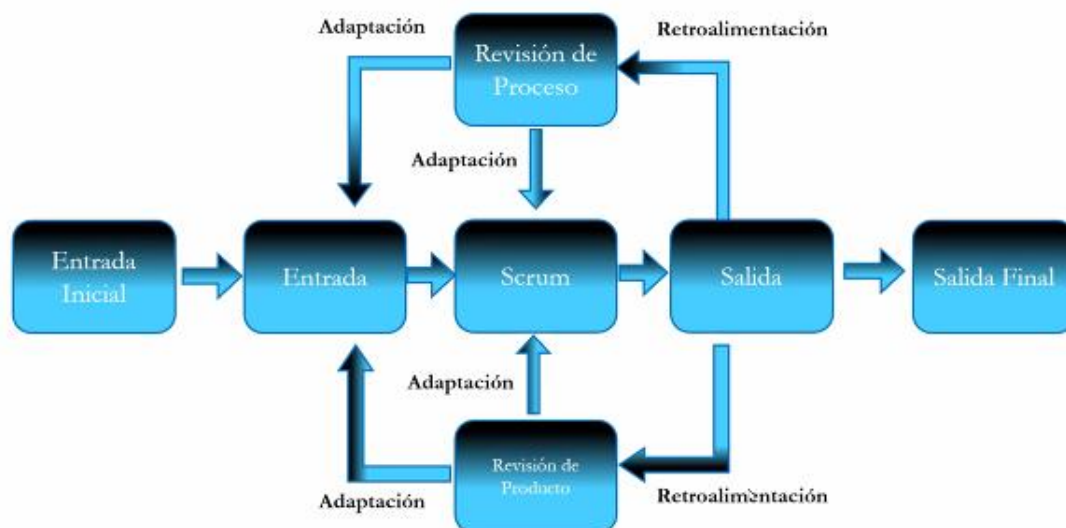 Adaptación
Revisión de
Proceso
Retroalimentación
Adaptación
Entrada
Inicial
Entrada
Scrum
Salida
Salida Final
Adaptación
Revisión de
Producto
Adaptación
Retroalimentación